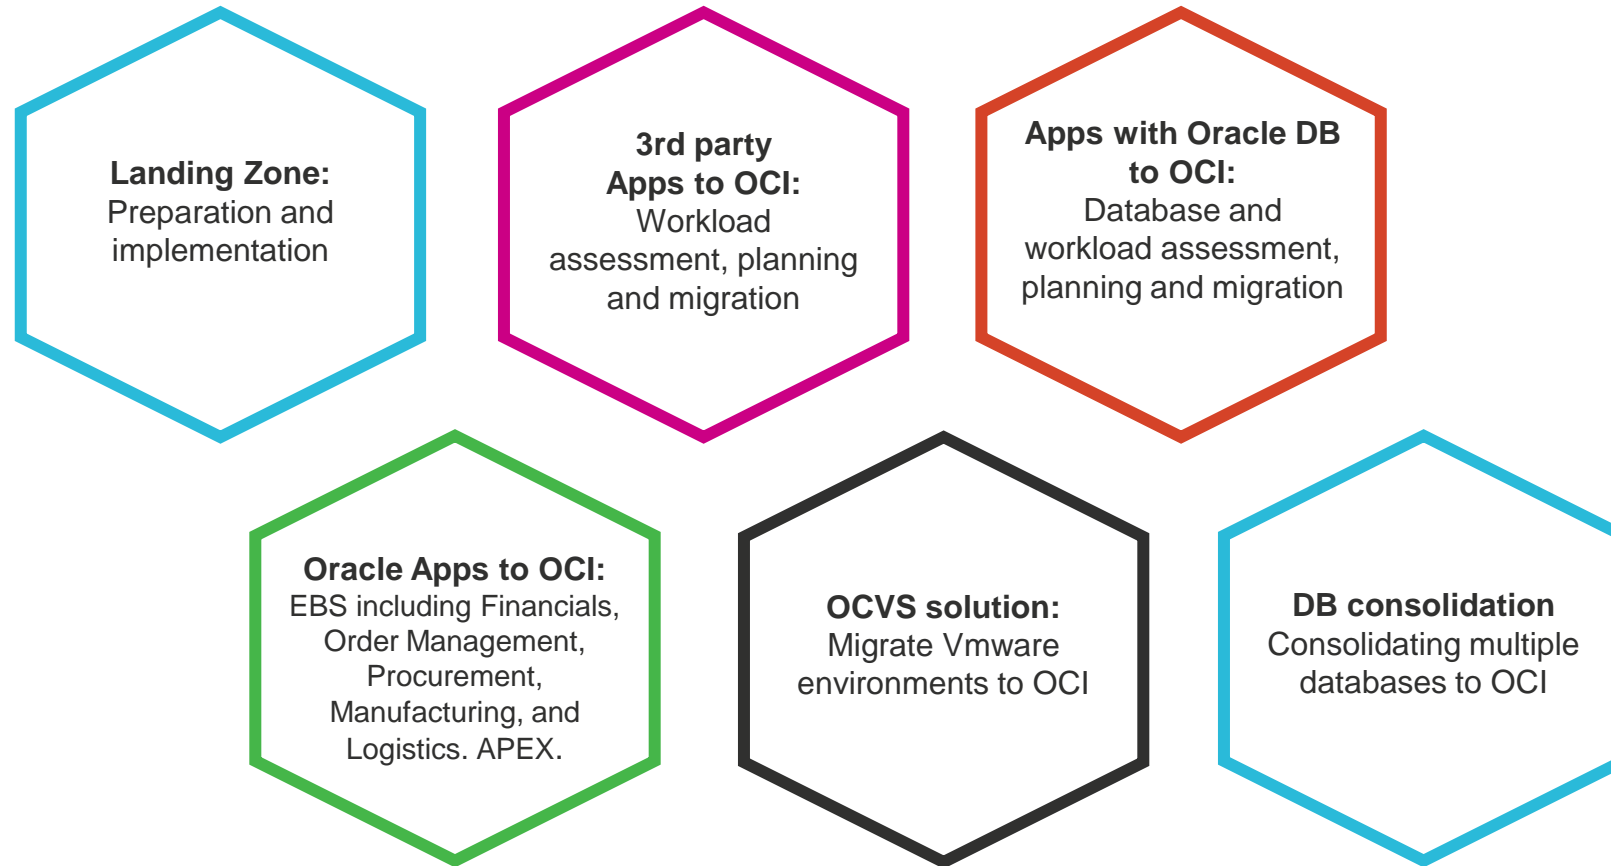 Landing Zone:
Preparation and
implementation
3rd party
Apps to OCI:
Workload
assessment, planning
and migration
Apps with Oracle DB
to OCI:
Database and
workload assessment,
planning and migration
Oracle Apps to OCI:
EBS including Financials,
Order Management,
Procurement,
Manufacturing, and
Logistics. APEX.
OCVS solution:
Migrate Vmware
environments to OCI
DB consolidation
Consolidating multiple
databases to OCI